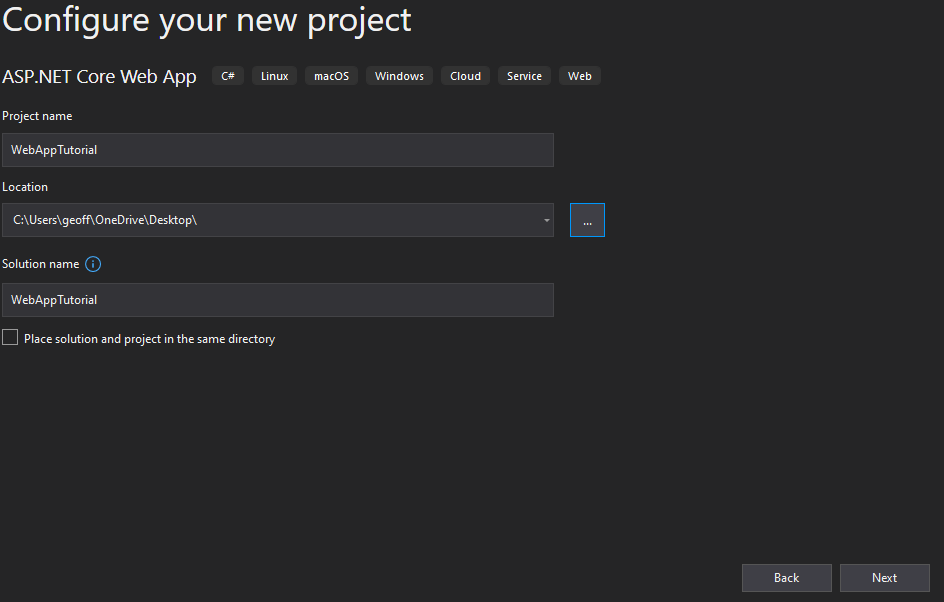 Configure your new project
ASP.NET Core Web App C# Linux macOS Windows Cloud Service Web
Project name
WebAppTutorial
Location
C:\Users\geoff\OneDrive\Desktop\
...
Solution name
WebAppTutorial
Place solution and project in the same directory
Back Next